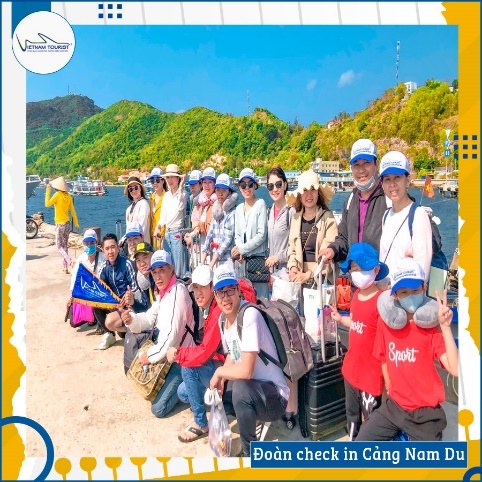 VIETNAM TOURIST
Sport
Sport
Đoàn check in Cảng Nam Du